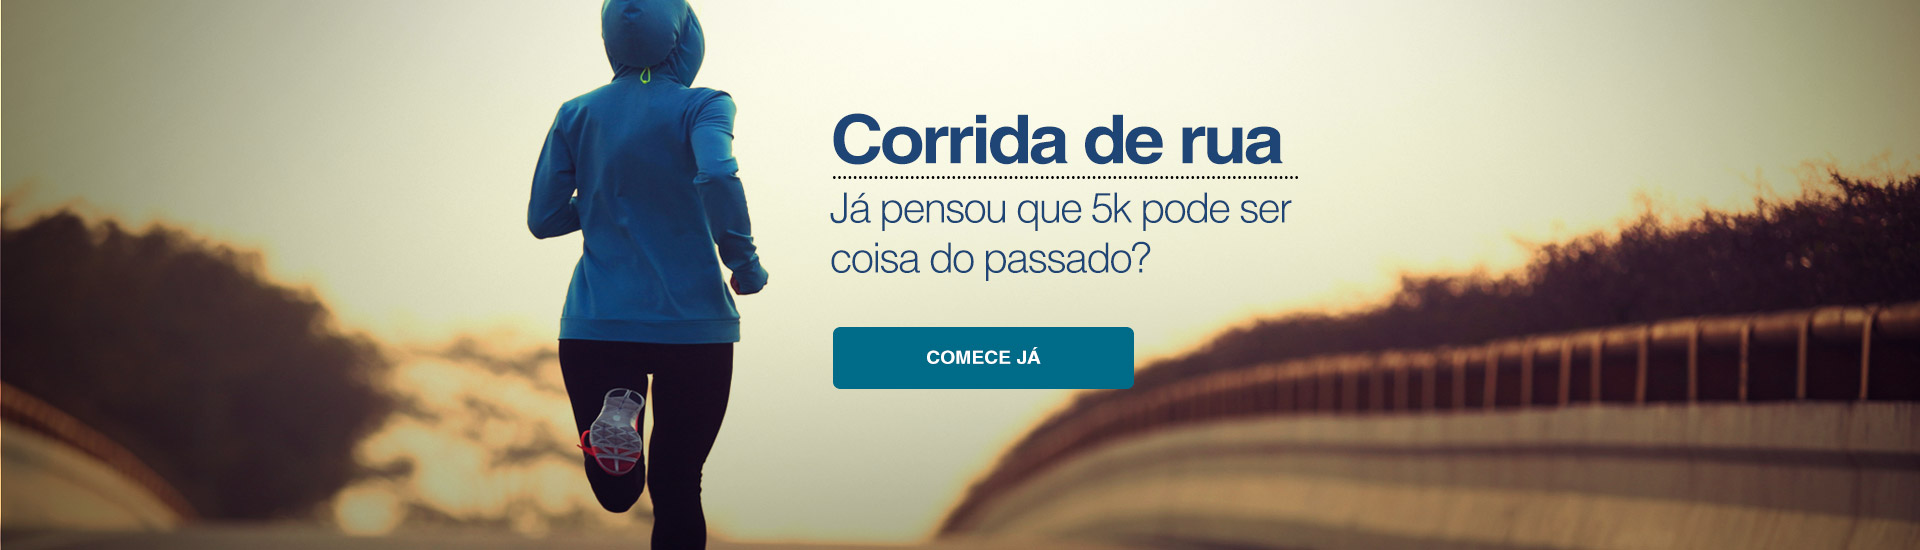 Corrida de rua
Já pensou que 5k pode ser
coisa do passado?
COMECE JÁ